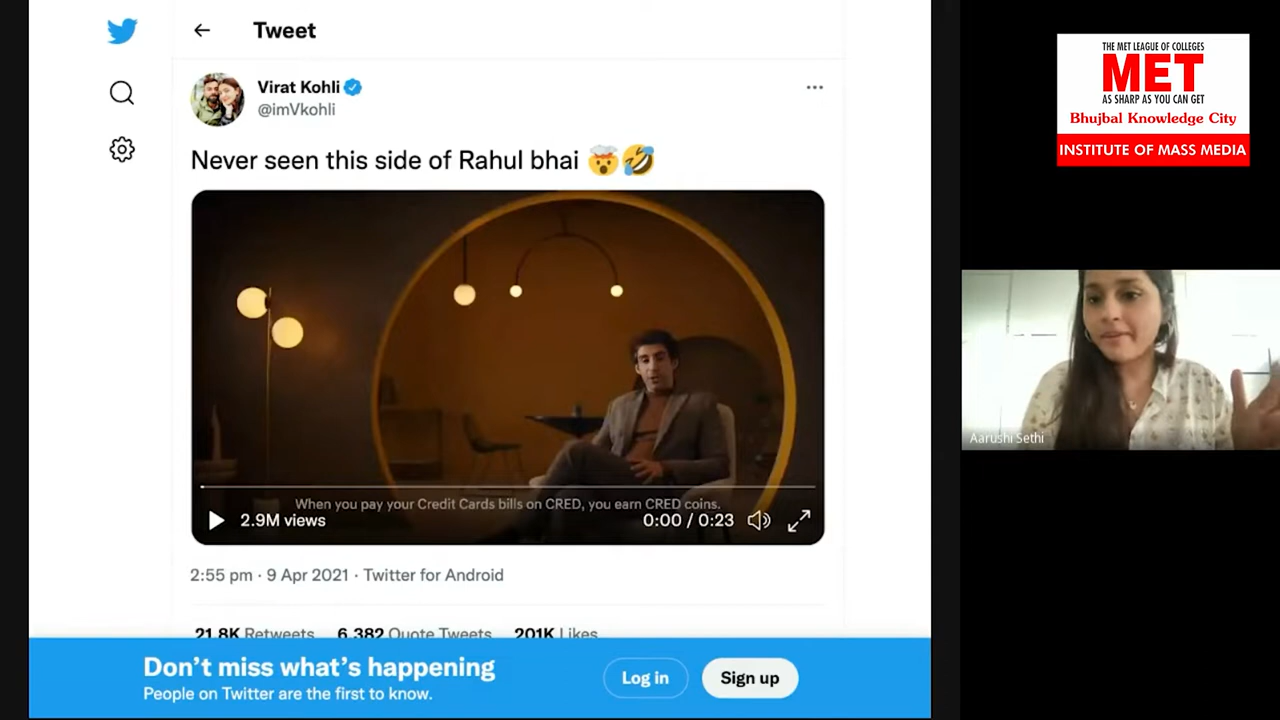 Tweet
Virat Kohli
@imVkohli
Never seen this side of Rahul bhai 🤯🤣
When you pay your Credit Cards bills on CRED, you earn CRED coins.
2.9M views
0:00 / 0:23
2:55 pm · 9 Apr 2021 · Twitter for Android
21.8K Retweets 6,382 Quote Tweets 201K Likes
Don't miss what's happening
People on Twitter are the first to know.
Log in
Sign up
THE MET LEAGUE OF COLLEGES
MET
AS SHARP AS YOU CAN GET
Bhujbal Knowledge City
INSTITUTE OF MASS MEDIA
Aarushi Sethi